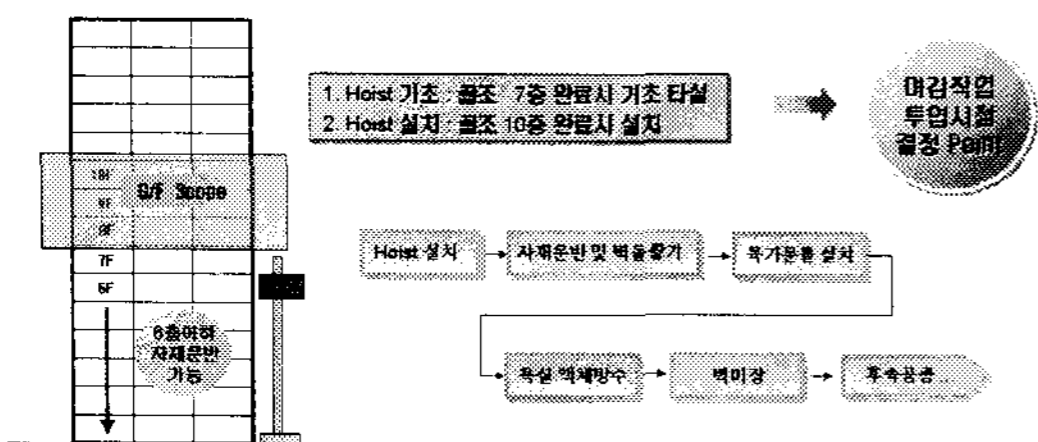 1. Hoist 기초 : 골조 7층 완료시 기초 타설
2. Hoist 설치 : 골조 10층 완료시 설치
마감작업
투입시점
결정 Point
10F
G/F Scope
9F
8F
7F
6F
6층이하
자재운반
가능
Hoist 설치
자재운반 및 벽돌쌓기
욕가문틀 설치
욕실 액체방수
벽미장
후속공종...